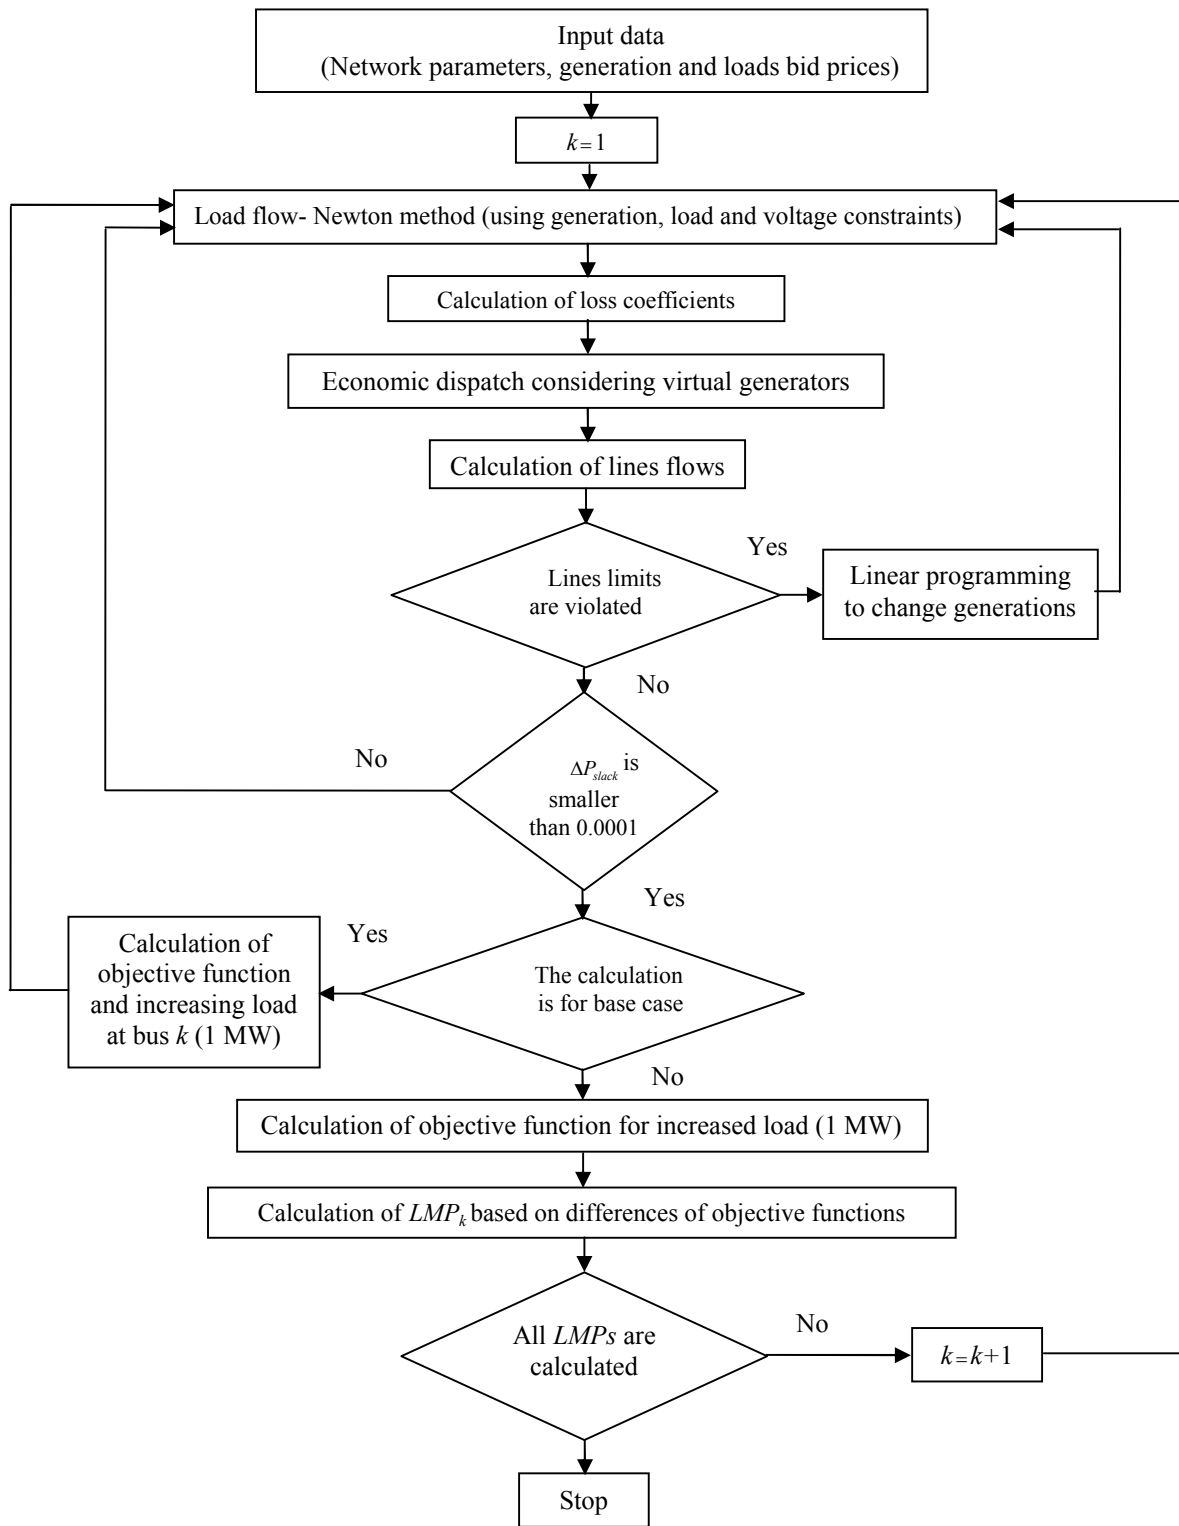 Input data
(Network parameters, generation and loads bid prices)
k=1
Load flow- Newton method (using generation, load and voltage constraints)
Calculation of loss coefficients
Economic dispatch considering virtual generators
Calculation of lines flows
Yes
Lines limits
are violated
Linear programming
to change generations
No
No
ΔPslack is
smaller
than 0.0001
Yes
Yes
Calculation of
objective function
and increasing load
at bus k (1 MW)
The calculation
is for base case
No
Calculation of objective function for increased load (1 MW)
Calculation of LMPk based on differences of objective functions
All LMPs are
calculated
No
k=k+1
Stop